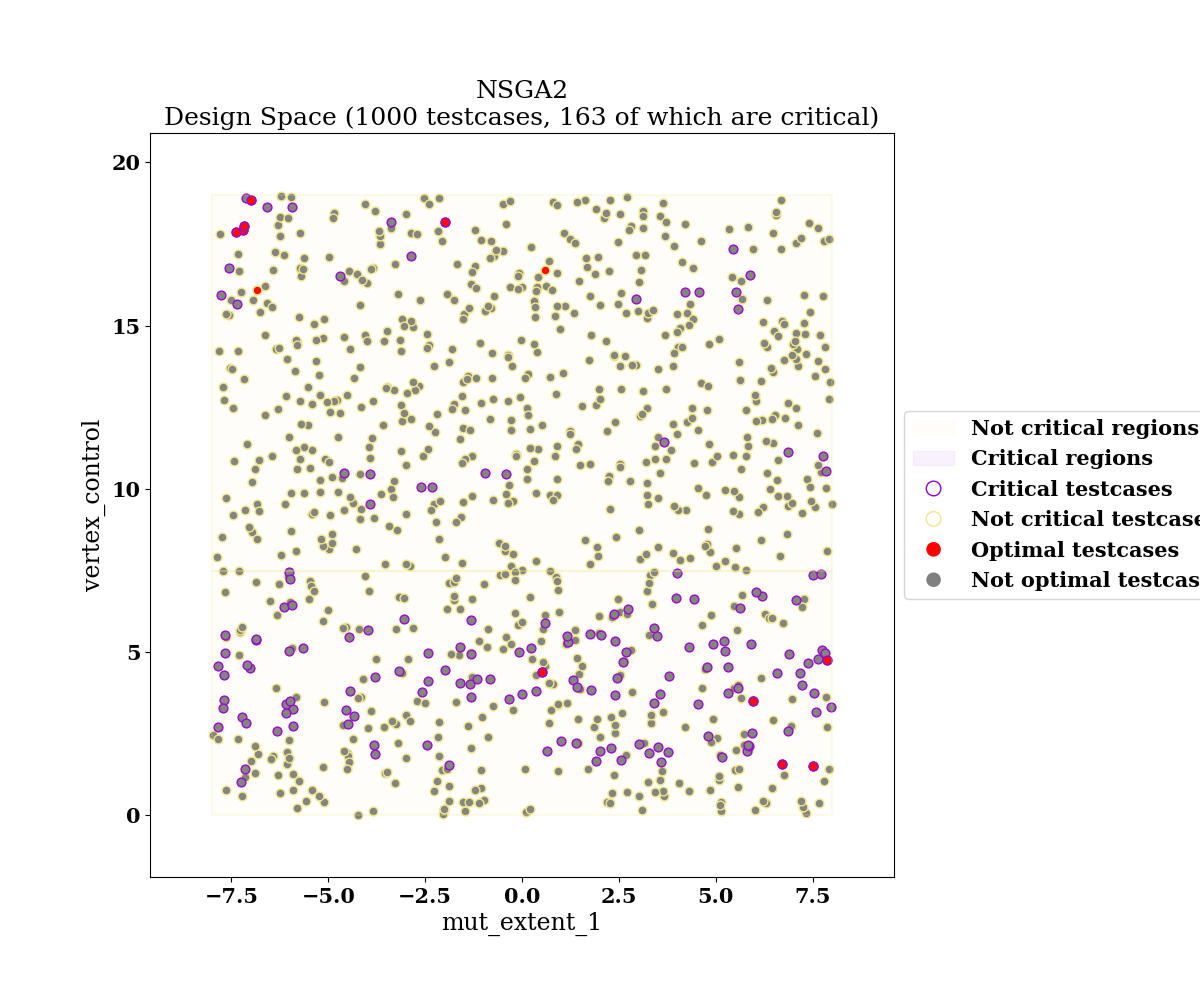 NSGA2
Design Space (1000 testcases, 163 of which are critical)
20
15
10
5
0
vertex_control
−7.5 −5.0 −2.5 0.0 2.5 5.0 7.5
mut_extent_1
Not critical regions
Critical regions
Critical testcases
Not critical testcase
Optimal testcases
Not optimal testcas